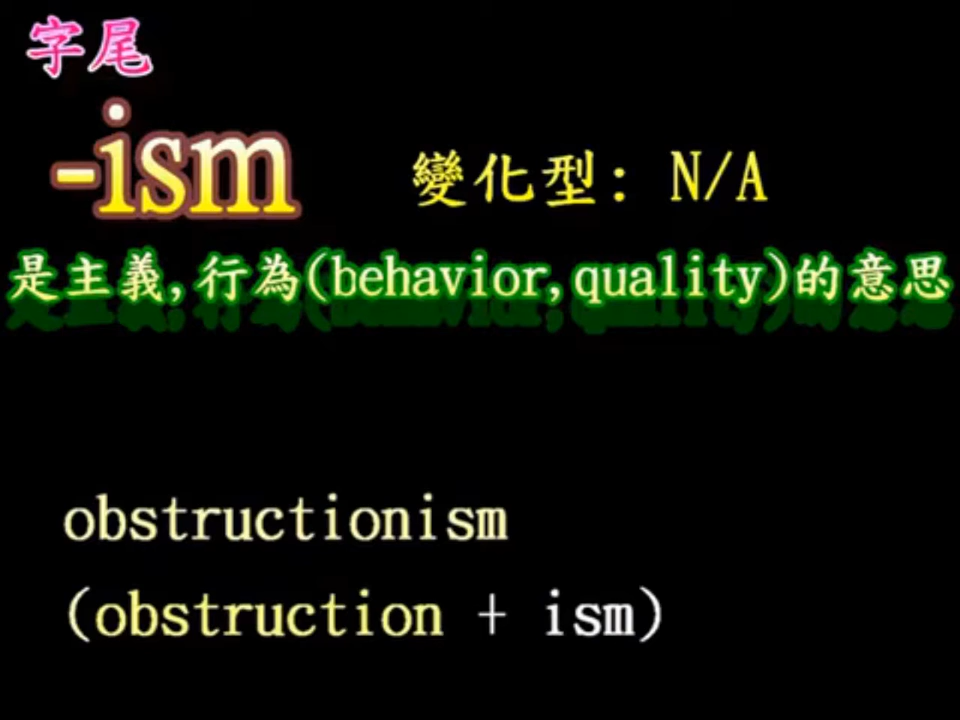 字尾
-ism 變化型: N/A
是主義,行為(behavior,quality)的意思
obstructionism
(obstruction + ism)